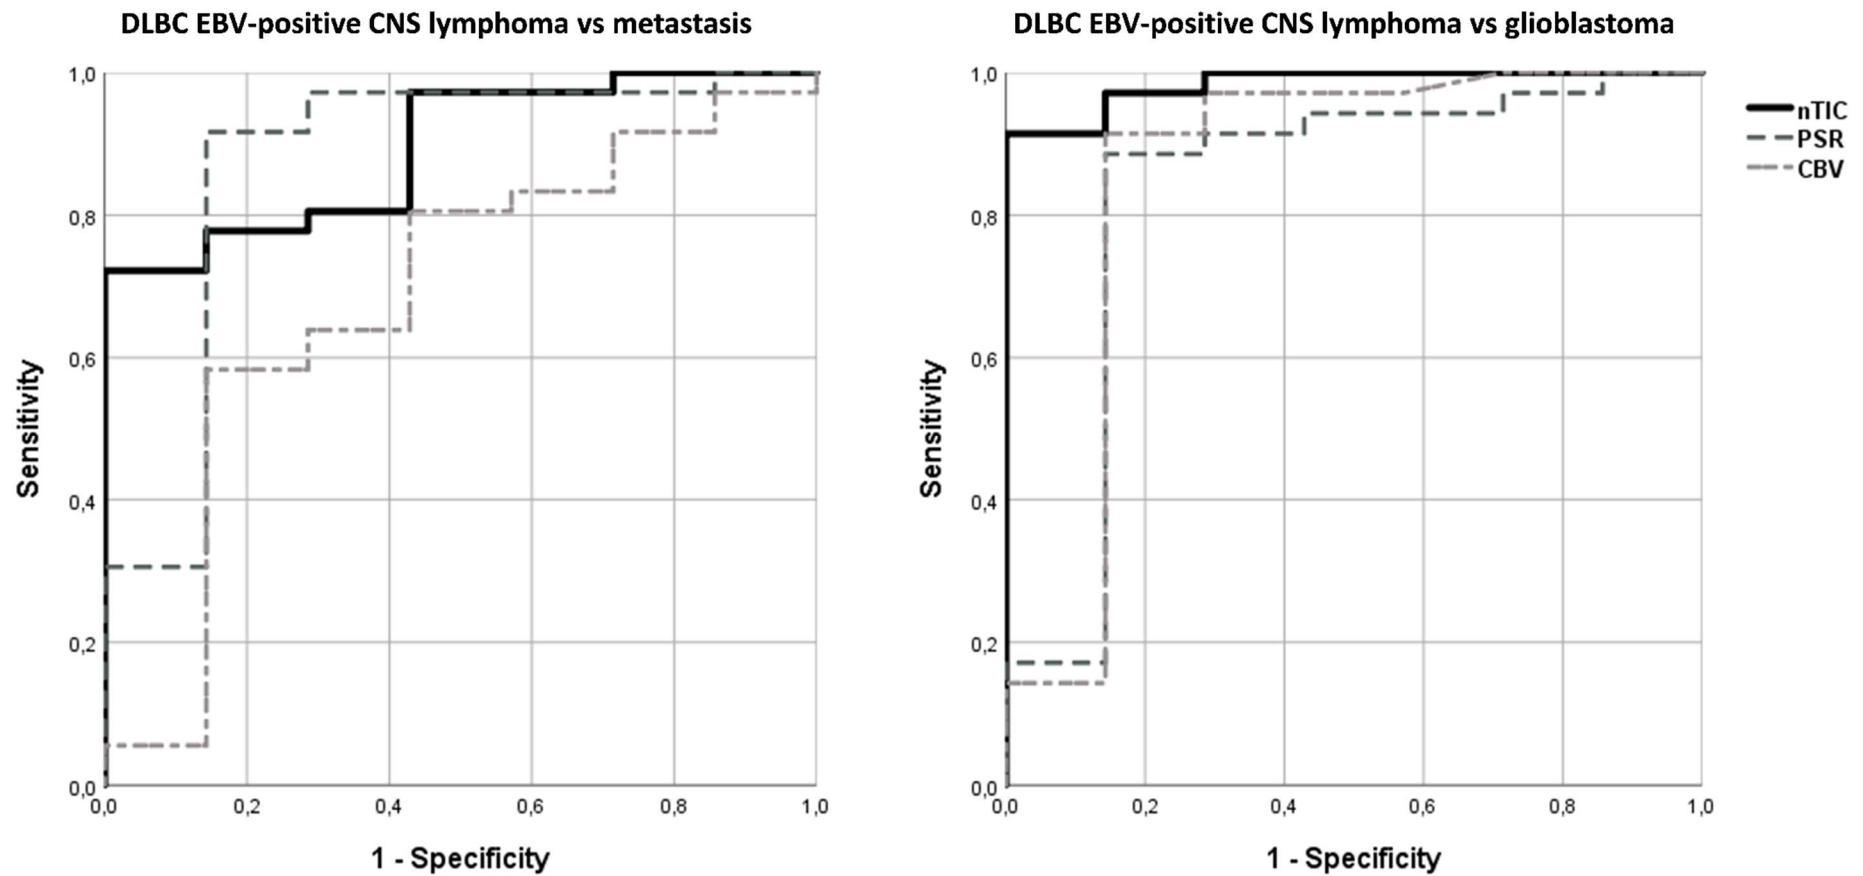 DLBC EBV-positive CNS lymphoma vs metastasis
1,0
0,8
0,6
0,4
0,2
0,0
Sensitivity
0,0 0,2 0,4 0,6 0,8 1,0
1 - Specificity
DLBC EBV-positive CNS lymphoma vs glioblastoma
1,0
0,8
0,6
0,4
0,2
0,0
Sensitivity
0,0 0,2 0,4 0,6 0,8 1,0
1 - Specificity
nTIC
PSR
CBV